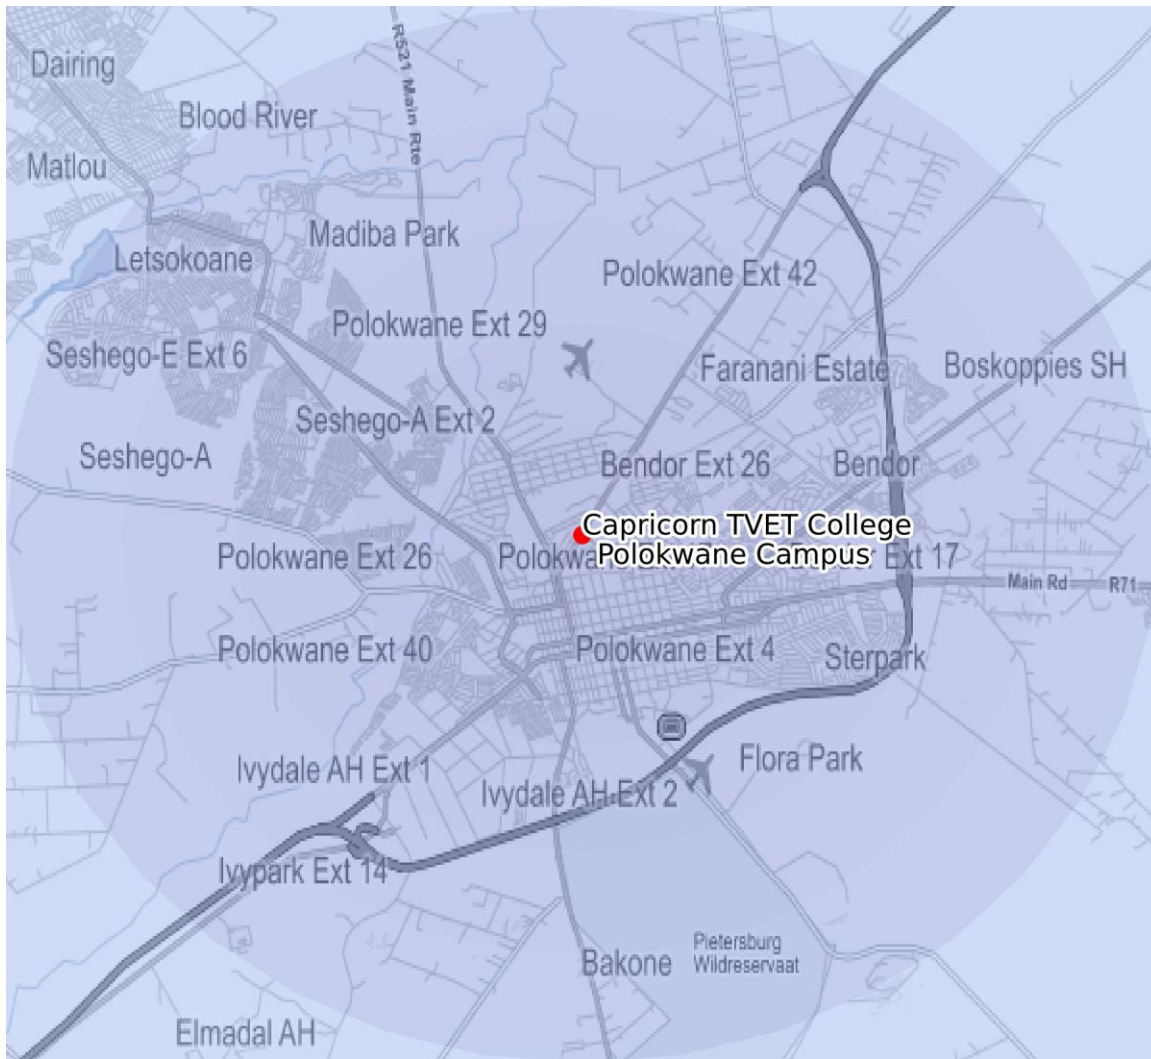 Dairing
R521 Main Rte
Blood River
Matlou
Madiba Park
Letsokoane
Polokwane Ext 42
Polokwane Ext 29
Seshego-E Ext 6
Faranani Estate
Boskoppies SH
Seshego-A Ext 2
Seshego-A
Bendor Ext 26
Bendor
Capricorn TVET College
Polokwane Campus
Polokwane Ext 26
Ext 17
Main Rd
R71
Polokwane Ext 40
Polokwane Ext 4
Sterpark
Ivydale AH Ext 1
Flora Park
Ivydale AH Ext 2
Ivypark Ext 14
Bakone
Pietersburg
Wildreservaat
Elmadal AH